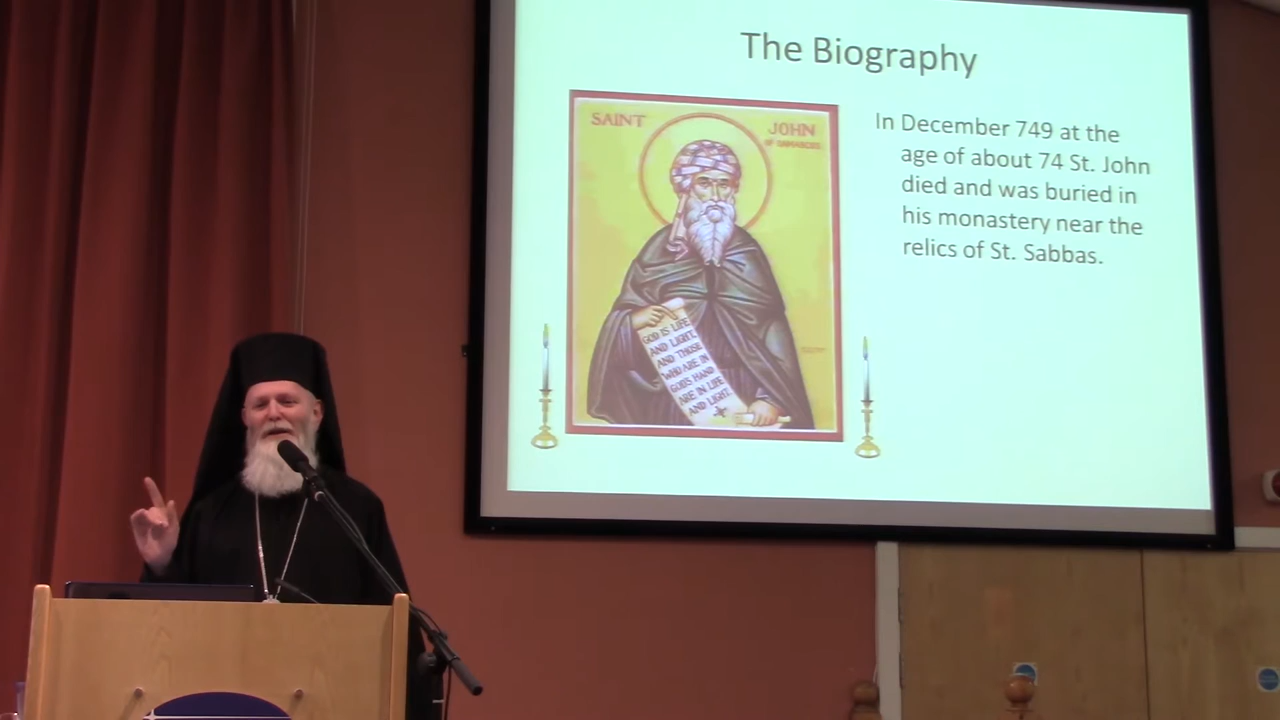 The Biography
SAINT
JOHN
OF DAMASCUS
In December 749 at the
age of about 74 St. John
died and was buried in
his monastery near the
relics of St. Sabbas.
GOD IS LIFE
AND LIGHT,
AND THOSE
WHO ARE IN
GOD'S HAND
ARE IN LIFE
AND LIGHT.